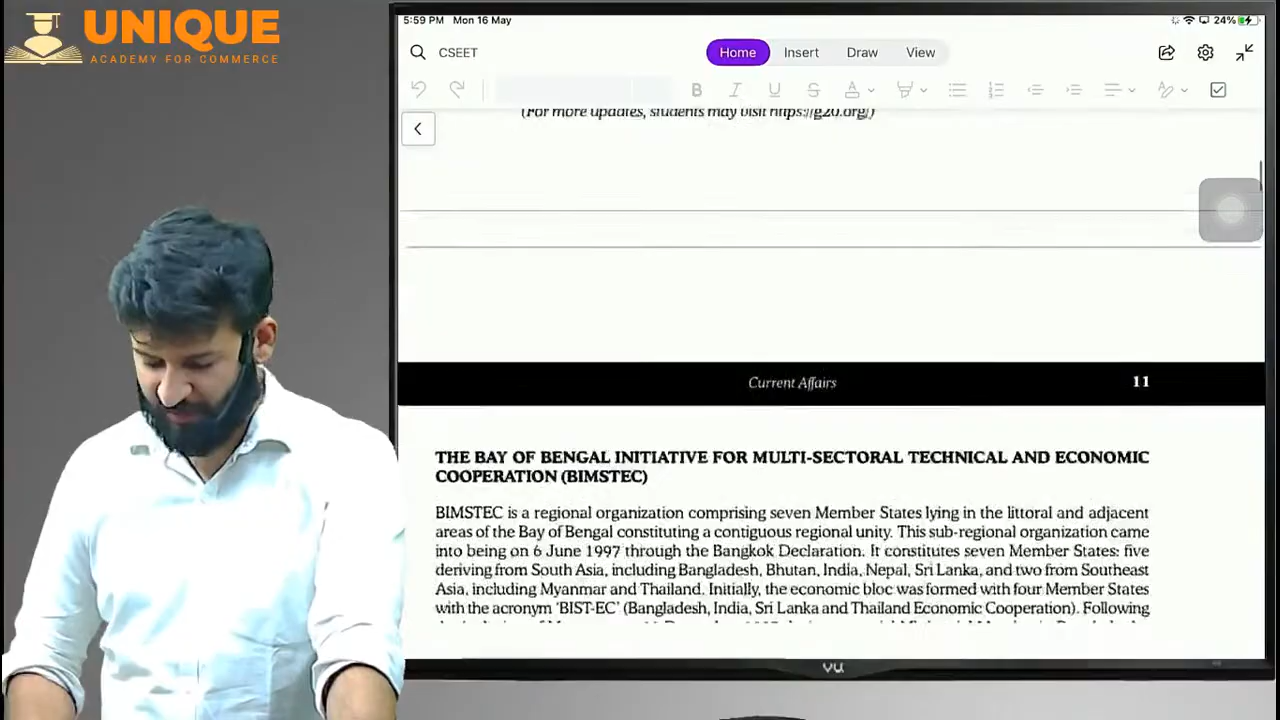 UNIQUE
ACADEMY FOR COMMERCE
5:59 PM Mon 16 May
24%
CSEET
Home
Insert
Draw
View
B I U S A
(For more updates, students may visit https://g20.org/)
Current Affairs
11
THE BAY OF BENGAL INITIATIVE FOR MULTI-SECTORAL TECHNICAL AND ECONOMIC
COOPERATION (BIMSTEC)
BIMSTEC is a regional organization comprising seven Member States lying in the littoral and adjacent
areas of the Bay of Bengal constituting a contiguous regional unity. This sub-regional organization came
into being on 6 June 1997 through the Bangkok Declaration. It constitutes seven Member States: five
deriving from South Asia, including Bangladesh, Bhutan, India, Nepal, Sri Lanka, and two from Southeast
Asia, including Myanmar and Thailand. Initially, the economic bloc was formed with four Member States
with the acronym 'BIST-EC' (Bangladesh, India, Sri Lanka and Thailand Economic Cooperation). Following
vu